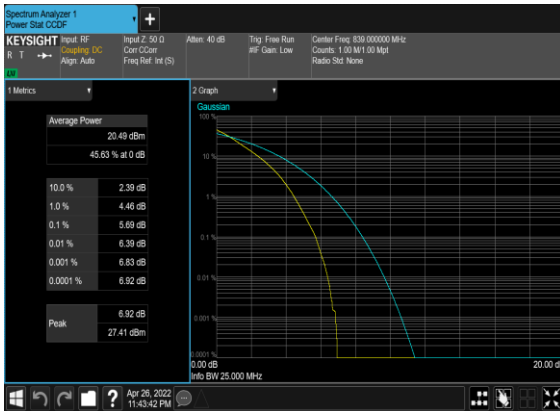 Spectrum Analyzer 1
Power Stat CCDF
KEYSIGHT
R T
LM
Input: RF
Coupling: DC
Align: Auto
Input Z: 50 Ω
Corr CCorr
Freq Ref: Int (S)
Atten: 40 dB
Trig: Free Run
#IF Gain: Low
Center Freq: 839.000000 MHz
Counts: 1.00 M/1.00 Mpt
Radio Std: None
1 Metrics
Average Power
20.49 dBm
45.63 % at 0 dB
10.0 % 2.39 dB
1.0 % 4.46 dB
0.1 % 5.69 dB
0.01 % 6.39 dB
0.001 % 6.83 dB
0.0001 % 6.92 dB
Peak
6.92 dB
27.41 dBm
2 Graph
Gaussian
100 %
10 %
1 %
0.1 %
0.01 %
0.001 %
0.0001 %
0.00 dB
20.00 d
Info BW 25.000 MHz
?
Apr 26, 2022
11:43:42 PM